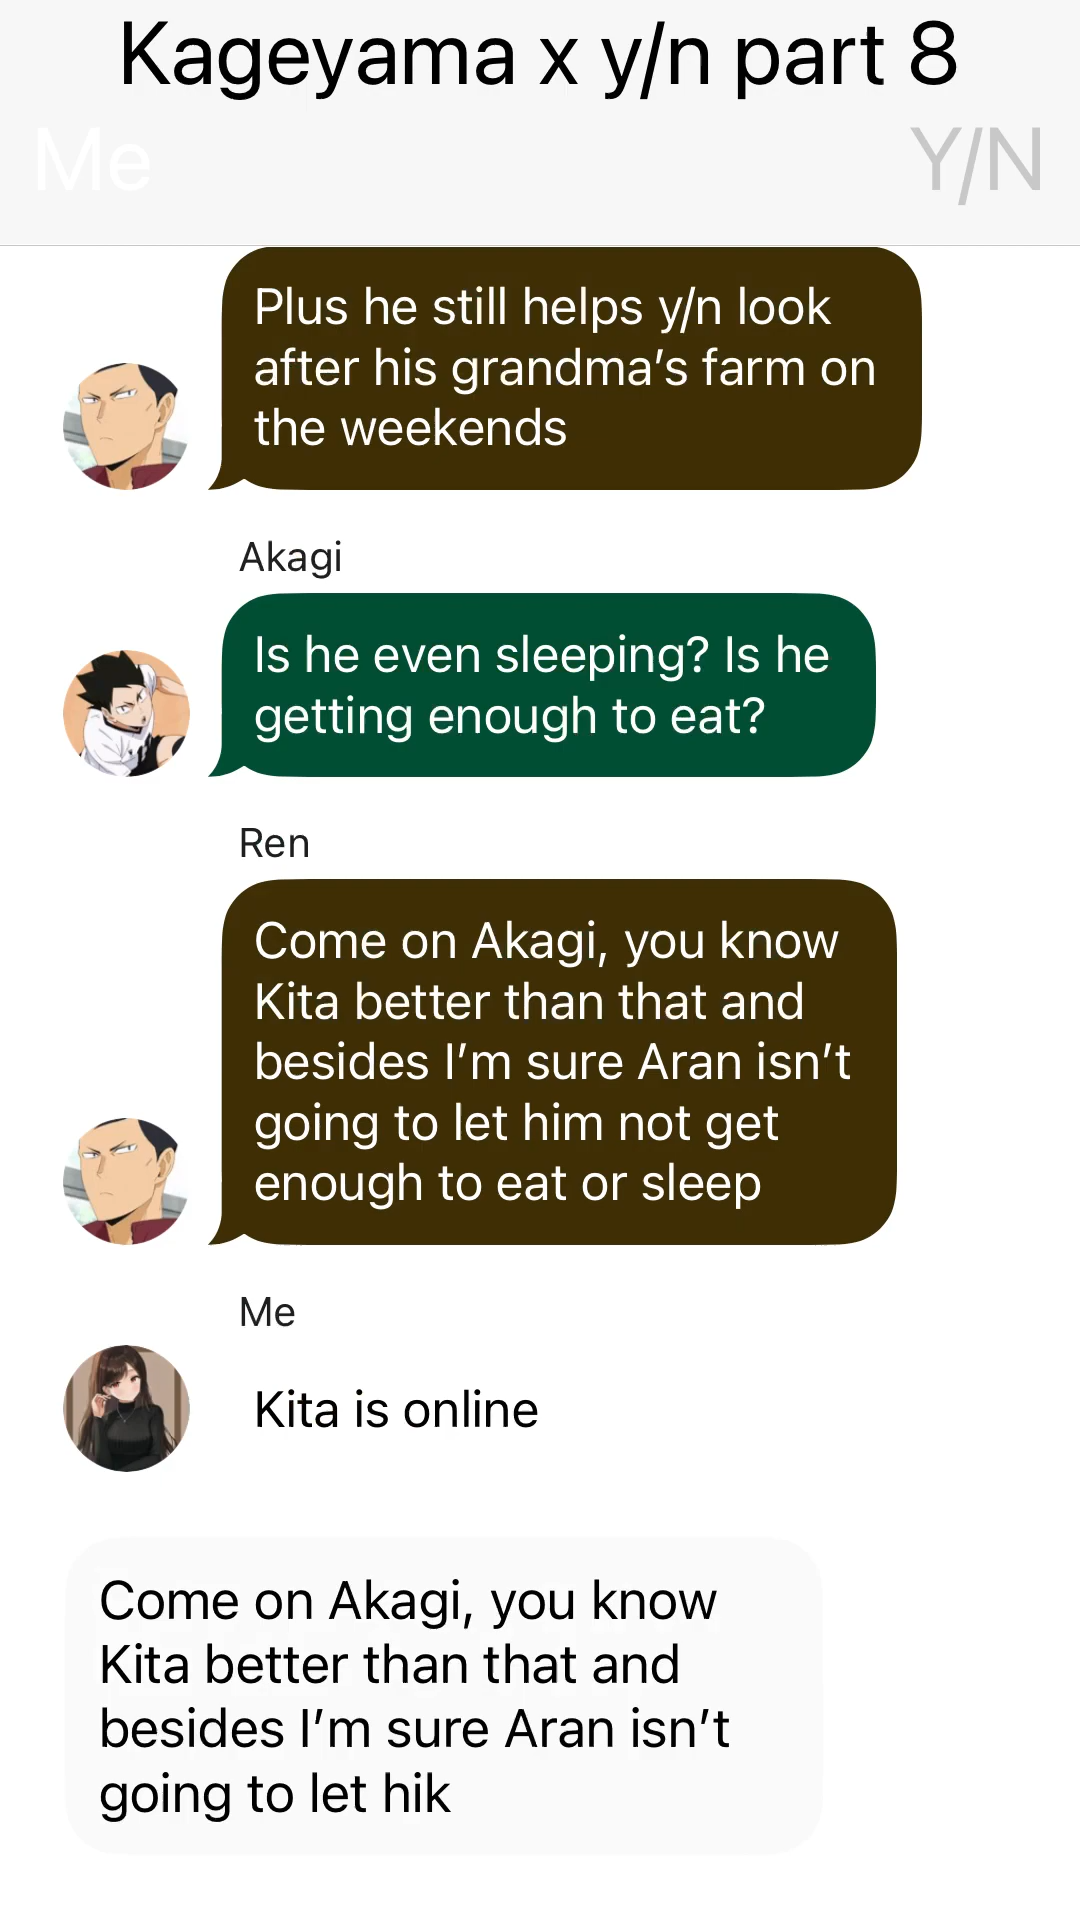 Kageyama x y/n part 8
Me
Y/N
Plus he still helps y/n look
after his grandma's farm on
the weekends
Akagi
Is he even sleeping? Is he
getting enough to eat?
Ren
Come on Akagi, you know
Kita better than that and
besides I'm sure Aran isn't
going to let him not get
enough to eat or sleep
Me
Kita is online
Come on Akagi, you know
Kita better than that and
besides I'm sure Aran isn't
going to let hik